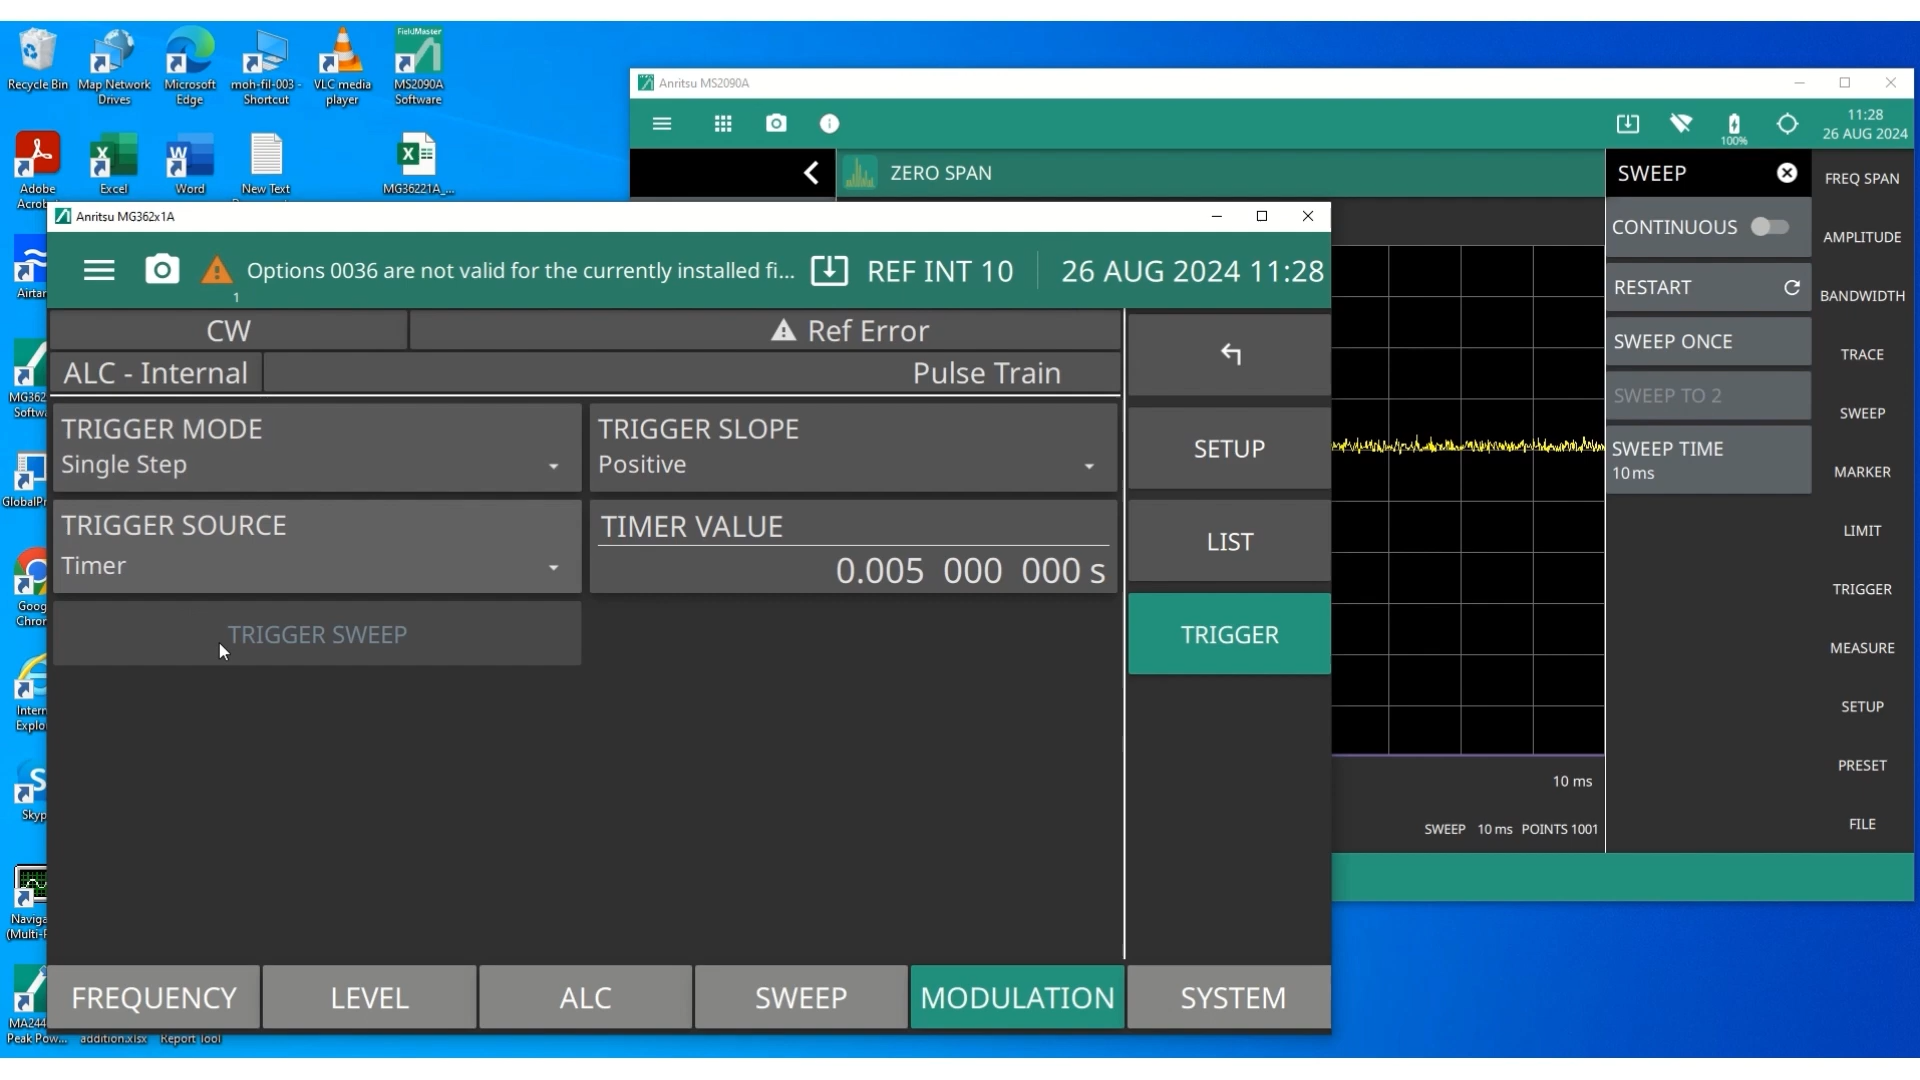 Recycle Bin
Map Network
Drives
Microsoft
Edge
moh-fil-003 -
Shortcut
VLC media
player
FieldMaster
MS2090A
Software
Adobe
Excel
Word
New Text
MG36221A_...
Anritsu MS2090A
11:28
26 AUG 2024
100%
ZERO SPAN
SWEEP
CONTINUOUS
RESTART
SWEEP ONCE
SWEEP TO 2
SWEEP TIME
10 ms
FREQ SPAN
AMPLITUDE
BANDWIDTH
TRACE
SWEEP
MARKER
LIMIT
TRIGGER
MEASURE
SETUP
PRESET
FILE
10 ms
SWEEP 10 ms POINTS 1001
Anritsu MG362x1A
1
Options 0036 are not valid for the currently installed fi...
REF INT 10
26 AUG 2024 11:28
CW
Ref Error
ALC - Internal
Pulse Train
TRIGGER MODE
Single Step
TRIGGER SLOPE
Positive
TRIGGER SOURCE
Timer
TIMER VALUE
0.005 000 000 s
TRIGGER SWEEP
SETUP
LIST
TRIGGER
FREQUENCY
LEVEL
ALC
SWEEP
MODULATION
SYSTEM
Peak Pow...
addition.xlsx
Report Tool